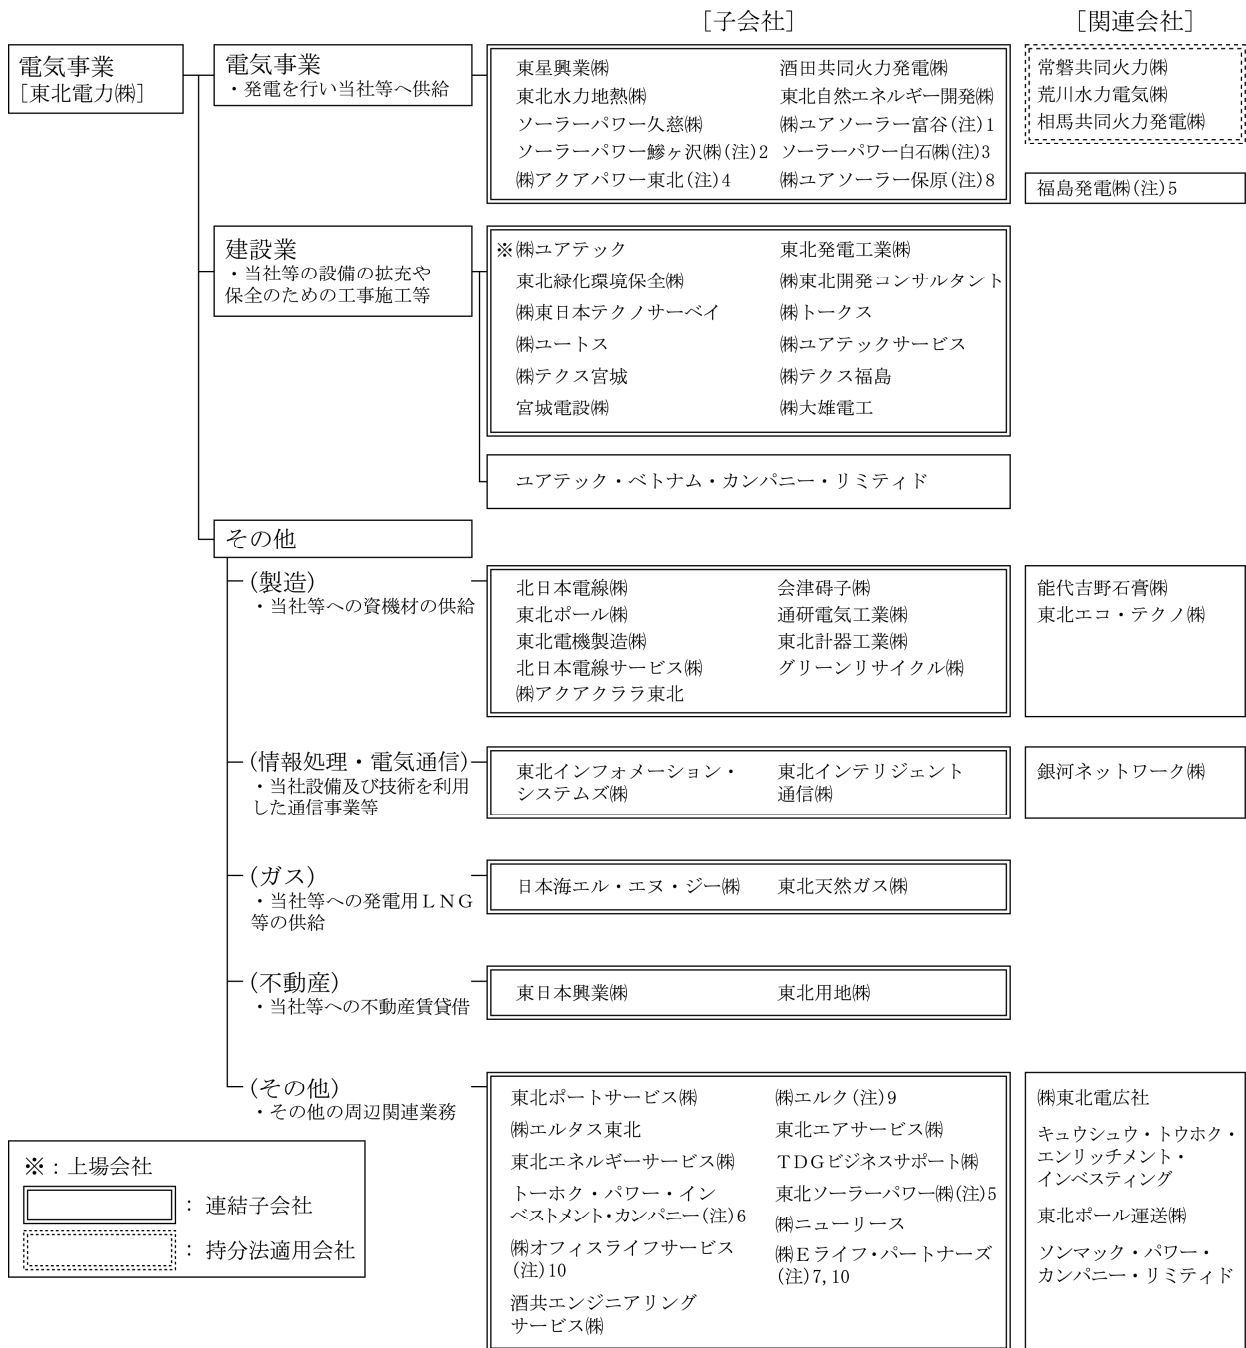 [子会社]
[関連会社]
電気事業
[東北電力㈱]
電気事業
・発電を行い当社等へ供給
東星興業㈱ 酒田共同火力発電㈱
東北水力地熱㈱ 東北自然エネルギー開発㈱
ソーラーパワー久慈㈱ ㈱ユアソーラー富谷(注)1
ソーラーパワー鰺ヶ沢㈱(注)2 ソーラーパワー白石㈱(注)3
㈱アクアパワー東北(注)4 ㈱ユアソーラー保原(注)8
常磐共同火力㈱
荒川水力電気㈱
相馬共同火力発電㈱
福島発電㈱(注)5
建設業
・当社等の設備の拡充や
保全のための工事施工等
※㈱ユアテック 東北発電工業㈱
東北緑化環境保全㈱ ㈱東北開発コンサルタント
㈱東日本テクノサーベイ ㈱トークス
㈱ユートス ㈱ユアテックサービス
㈱テクス宮城 ㈱テクス福島
宮城電設㈱ ㈱大雄電工
ユアテック・ベトナム・カンパニー・リミティド
その他
(製造)
・当社等への資機材の供給
北日本電線㈱ 会津碍子㈱
東北ポール㈱ 通研電気工業㈱
東北電機製造㈱ 東北計器工業㈱
北日本電線サービス㈱ グリーンリサイクル㈱
㈱アクアクララ東北
能代吉野石膏㈱
東北エコ・テクノ㈱
(情報処理・電気通信)
・当社設備及び技術を利用
した通信事業等
東北インフォメーション・ 東北インテリジェント
システムズ㈱ 通信㈱
銀河ネットワーク㈱
(ガス)
・当社等への発電用LNG
等の供給
日本海エル・エヌ・ジー㈱ 東北天然ガス㈱
(不動産)
・当社等への不動産賃貸借
東日本興業㈱ 東北用地㈱
(その他)
・その他の周辺関連業務
東北ポートサービス㈱ ㈱エルク(注)9
㈱エルタス東北 東北エアサービス㈱
東北エネルギーサービス㈱ TDGビジネスサポート㈱
トーホク・パワー・イン 東北ソーラーパワー㈱(注)5
ベストメント・カンパニー(注)6 ㈱ニューリース
㈱オフィスライフサービス ㈱Eライフ・パートナーズ
(注)10 (注)7,10
酒共エンジニアリング
サービス㈱
㈱東北電広社
キュウシュウ・トウホク・
エンリッチメント・
インベスティング
東北ポール運送㈱
ソンマック・パワー・
カンパニー・リミティド
※：上場会社
：連結子会社
：持分法適用会社